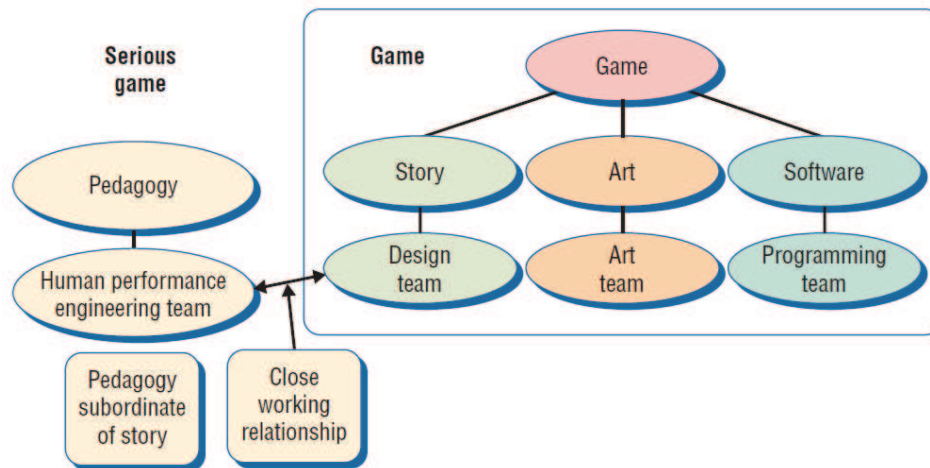 Serious
game
Pedagogy
Human performance
engineering team
Pedagogy
subordinate
of story
Close
working
relationship
Game
Game
Story
Art
Software
Design
team
Art
team
Programming
team